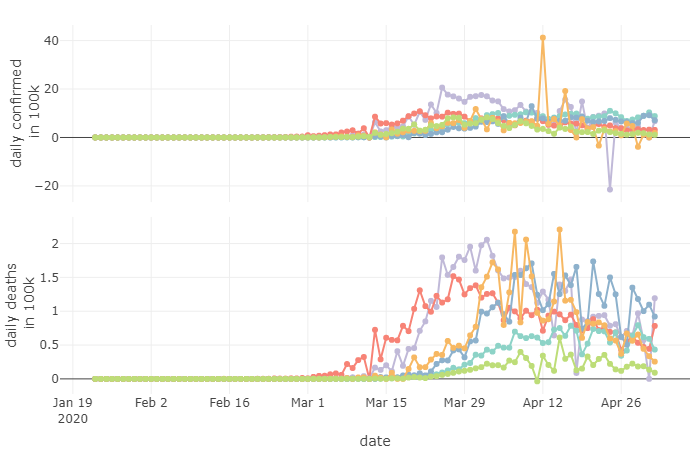 daily confirmed
in 100k
40
20
0
−20
daily deaths
in 100k
2
1.5
1
0.5
0
Jan 19
2020
Feb 2
Feb 16
Mar 1
Mar 15
Mar 29
Apr 12
Apr 26
date